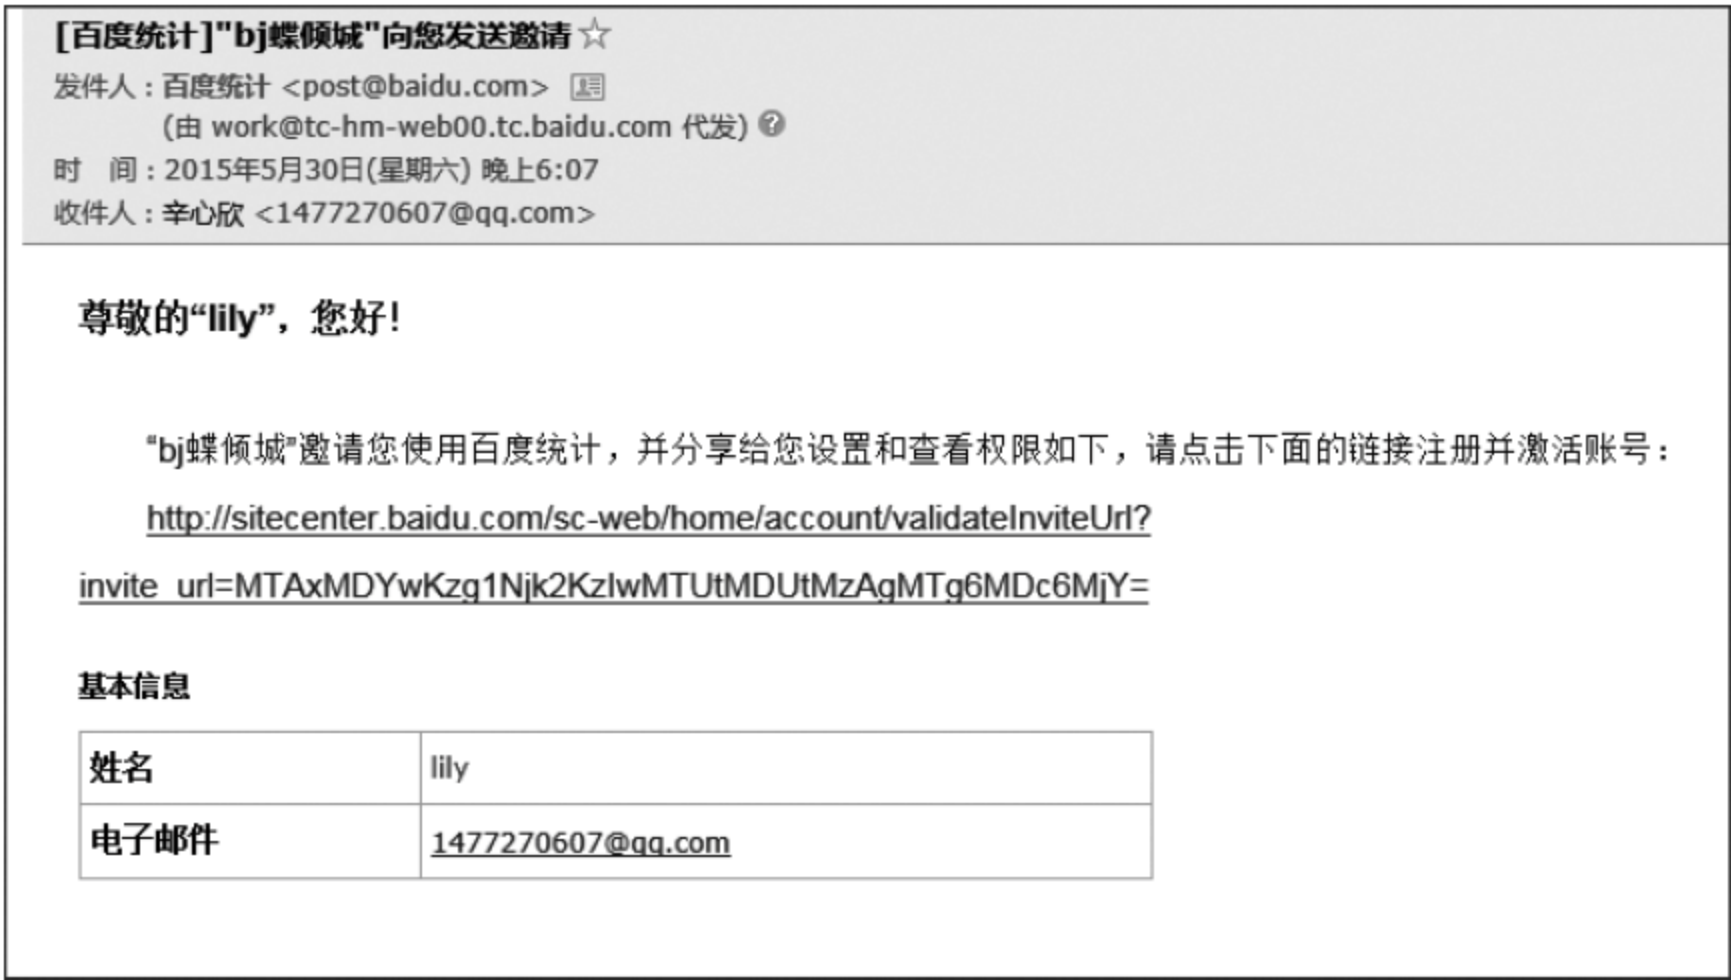 [百度统计]"bj蝶倾城"向您发送邀请
发件人：百度统计 <post@baidu.com>
(由 work@tc-hm-web00.tc.baidu.com 代发)
时　间：2015年5月30日(星期六) 晚上6:07
收件人：辛心欣 <1477270607@qq.com>
尊敬的“lily”，您好！
“bj蝶倾城”邀请您使用百度统计，并分享给您设置和查看权限如下，请点击下面的链接注册并激活账号：
http://sitecenter.baidu.com/sc-web/home/account/validateInviteUrl?
invite_url=MTAxMDYwKzg1Njk2KzIwMTUtMDUtMzAgMTg6MDc6MjY=
基本信息
姓名 lily
电子邮件 1477270607@qq.com